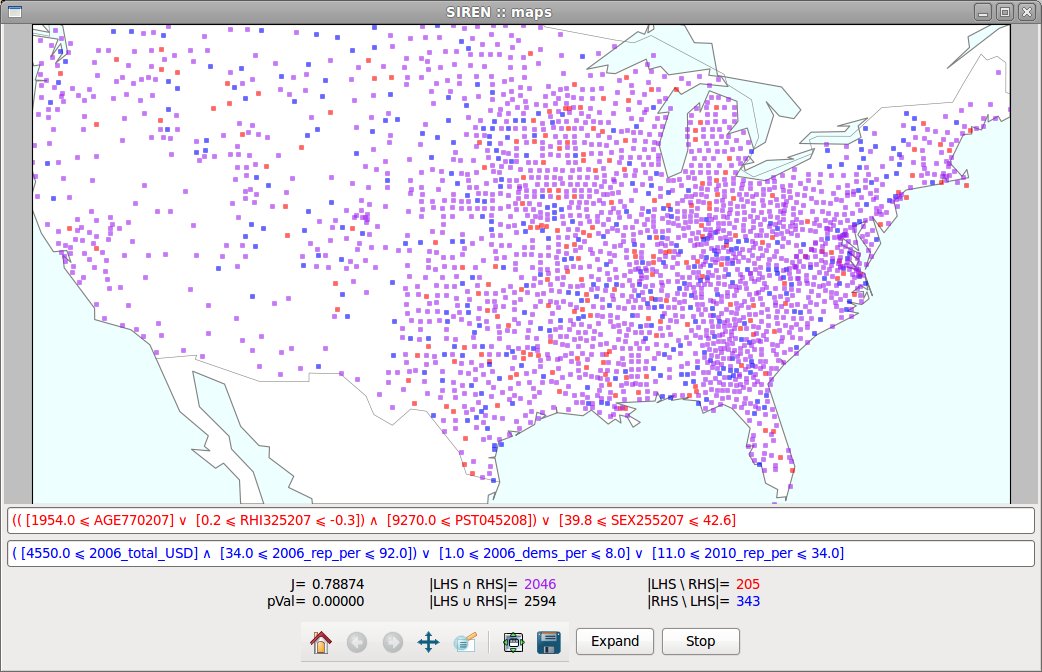 SIREN :: maps
(( [1954.0 ⩽ AGE770207] ∨ [0.2 ⩽ RHI325207 ⩽ -0.3]) ∧ [9270.0 ⩽ PST045208]) ∨ [39.8 ⩽ SEX255207 ⩽ 42.6]
( [4550.0 ⩽ 2006_total_USD] ∧ [34.0 ⩽ 2006_rep_per ⩽ 92.0]) ∨ [1.0 ⩽ 2006_dems_per ⩽ 8.0] ∨ [11.0 ⩽ 2010_rep_per ⩽ 34.0]
J= 0.78874 |LHS ∩ RHS|= 2046 |LHS \ RHS|= 205
pVal= 0.00000 |LHS ∪ RHS|= 2594 |RHS \ LHS|= 343
Expand Stop